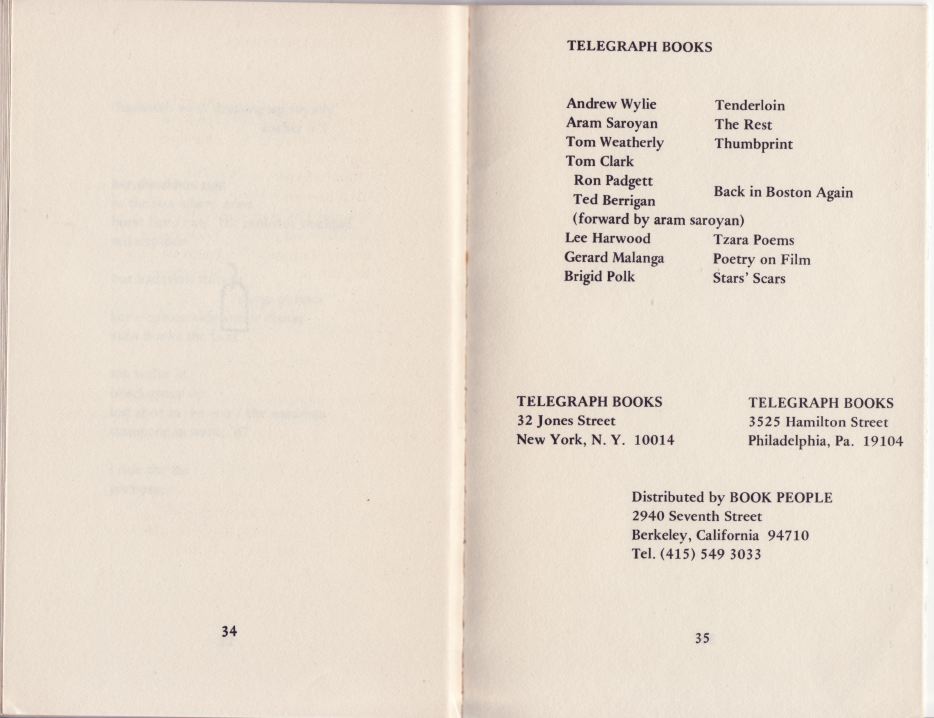 34
TELEGRAPH BOOKS
Andrew Wylie Tenderloin
Aram Saroyan The Rest
Tom Weatherly Thumbprint
Tom Clark
Ron Padgett
Ted Berrigan Back in Boston Again
(forward by aram saroyan)
Lee Harwood Tzara Poems
Gerard Malanga Poetry on Film
Brigid Polk Stars' Scars
TELEGRAPH BOOKS
32 Jones Street
New York, N. Y. 10014
TELEGRAPH BOOKS
3525 Hamilton Street
Philadelphia, Pa. 19104
Distributed by BOOK PEOPLE
2940 Seventh Street
Berkeley, California 94710
Tel. (415) 549 3033
35